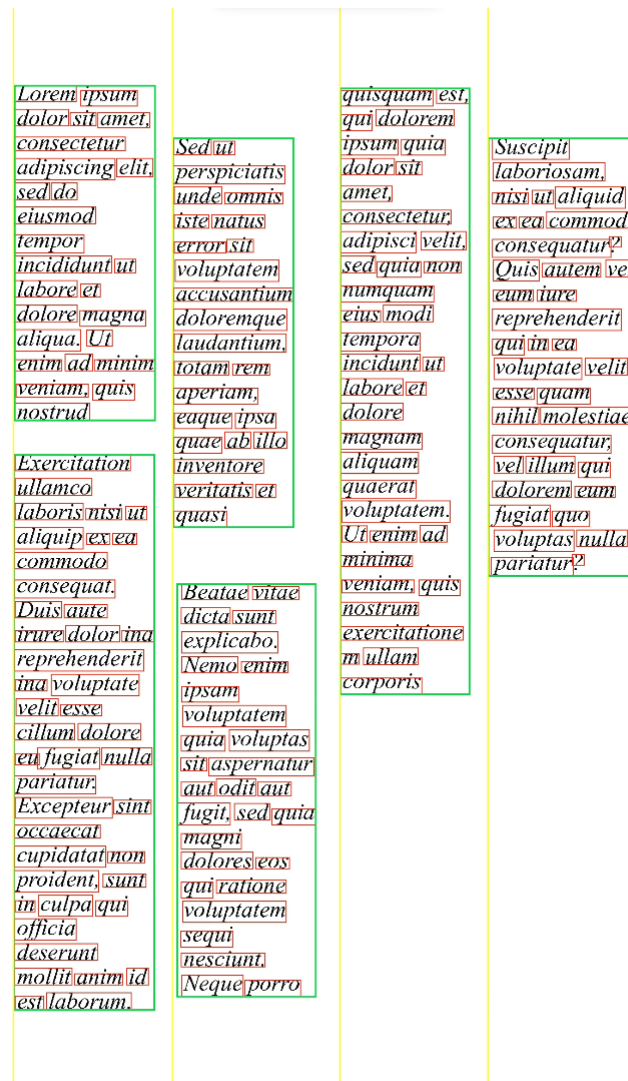 Lorem ipsum
dolor sit amet,
consectetur
adipiscing elit,
sed do
eiusmod
tempor
incididunt ut
labore et
dolore magna
aliqua. Ut
enim ad minim
veniam, quis
nostrud
Exercitation
ullamco
laboris nisi ut
aliquip ex ea
commodo
consequat.
Duis aute
irure dolor ina
reprehenderit
ina voluptate
velit esse
cillum dolore
eu fugiat nulla
pariatur.
Excepteur sint
occaecat
cupidatat non
proident, sunt
in culpa qui
officia
deserunt
mollit anim id
est laborum.
Sed ut
perspiciatis
unde omnis
iste natus
error sit
voluptatem
accusantium
doloremque
laudantium,
totam rem
aperiam,
eaque ipsa
quae ab illo
inventore
veritatis et
quasi
Beatae vitae
dicta sunt
explicabo.
Nemo enim
ipsam
voluptatem
quia voluptas
sit aspernatur
aut odit aut
fugit, sed quia
magni
dolores eos
qui ratione
voluptatem
sequi
nesciunt.
Neque porro
quisquam est,
qui dolorem
ipsum quia
dolor sit
amet,
consectetur,
adipisci velit,
sed quia non
numquam
eius modi
tempora
incidunt ut
labore et
dolore
magnam
aliquam
quaerat
voluptatem.
Ut enim ad
minima
veniam, quis
nostrum
exercitatione
m ullam
corporis
Suscipit
laboriosam,
nisi ut aliquid
ex ea commod
consequatur?
Quis autem ve
eum iure
reprehenderit
qui in ea
voluptate velit
esse quam
nihil molestiae
consequatur,
vel illum qui
dolorem eum
fugiat quo
voluptas nulla
pariatur?